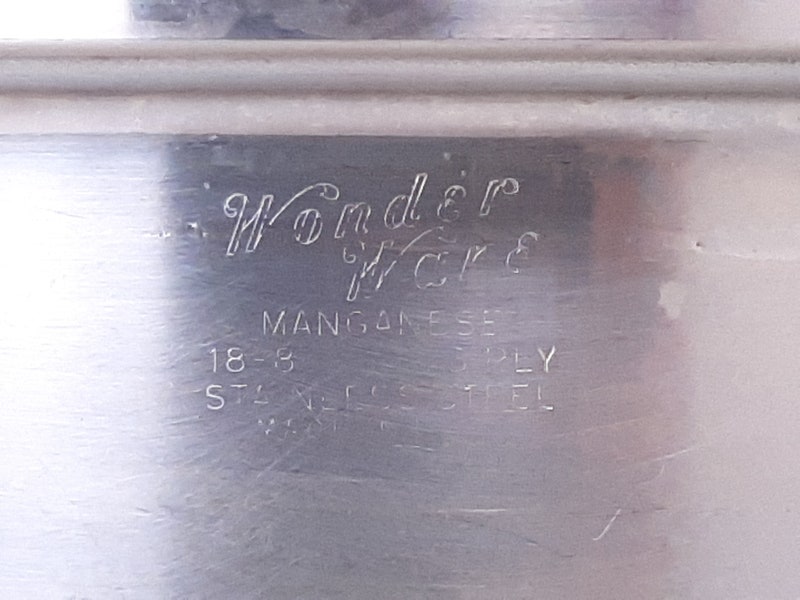 Wonder
Ware
MANGANESE
18-8 PLY
STAINLESS STEEL